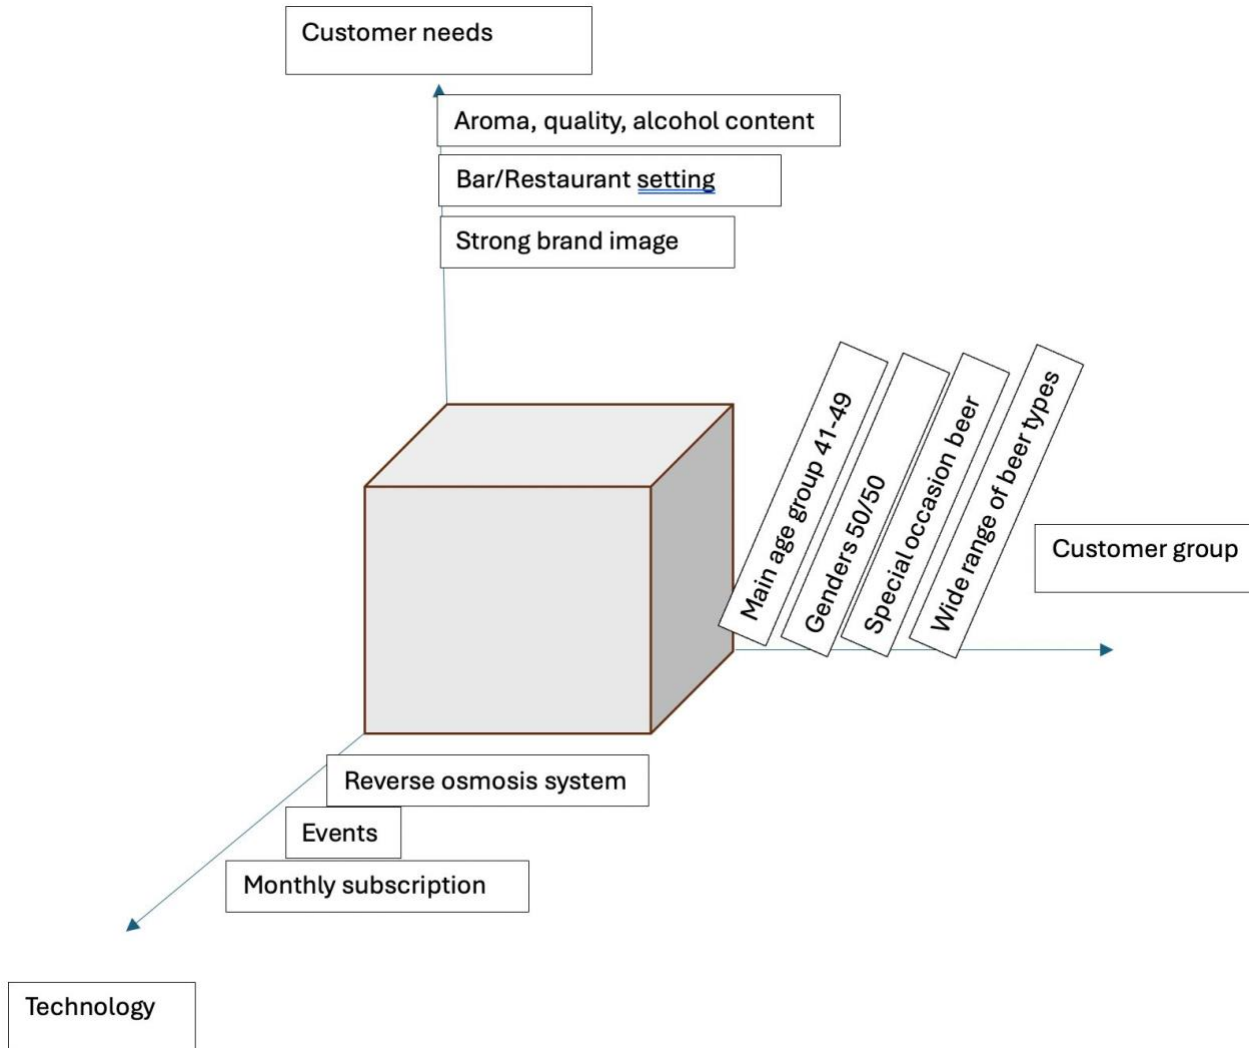 Customer needs
Aroma, quality, alcohol content
Bar/Restaurant setting
Strong brand image
Main age group 41-49
Genders 50/50
Special occasion beer
Wide range of beer types
Customer group
Reverse osmosis system
Events
Monthly subscription
Technology